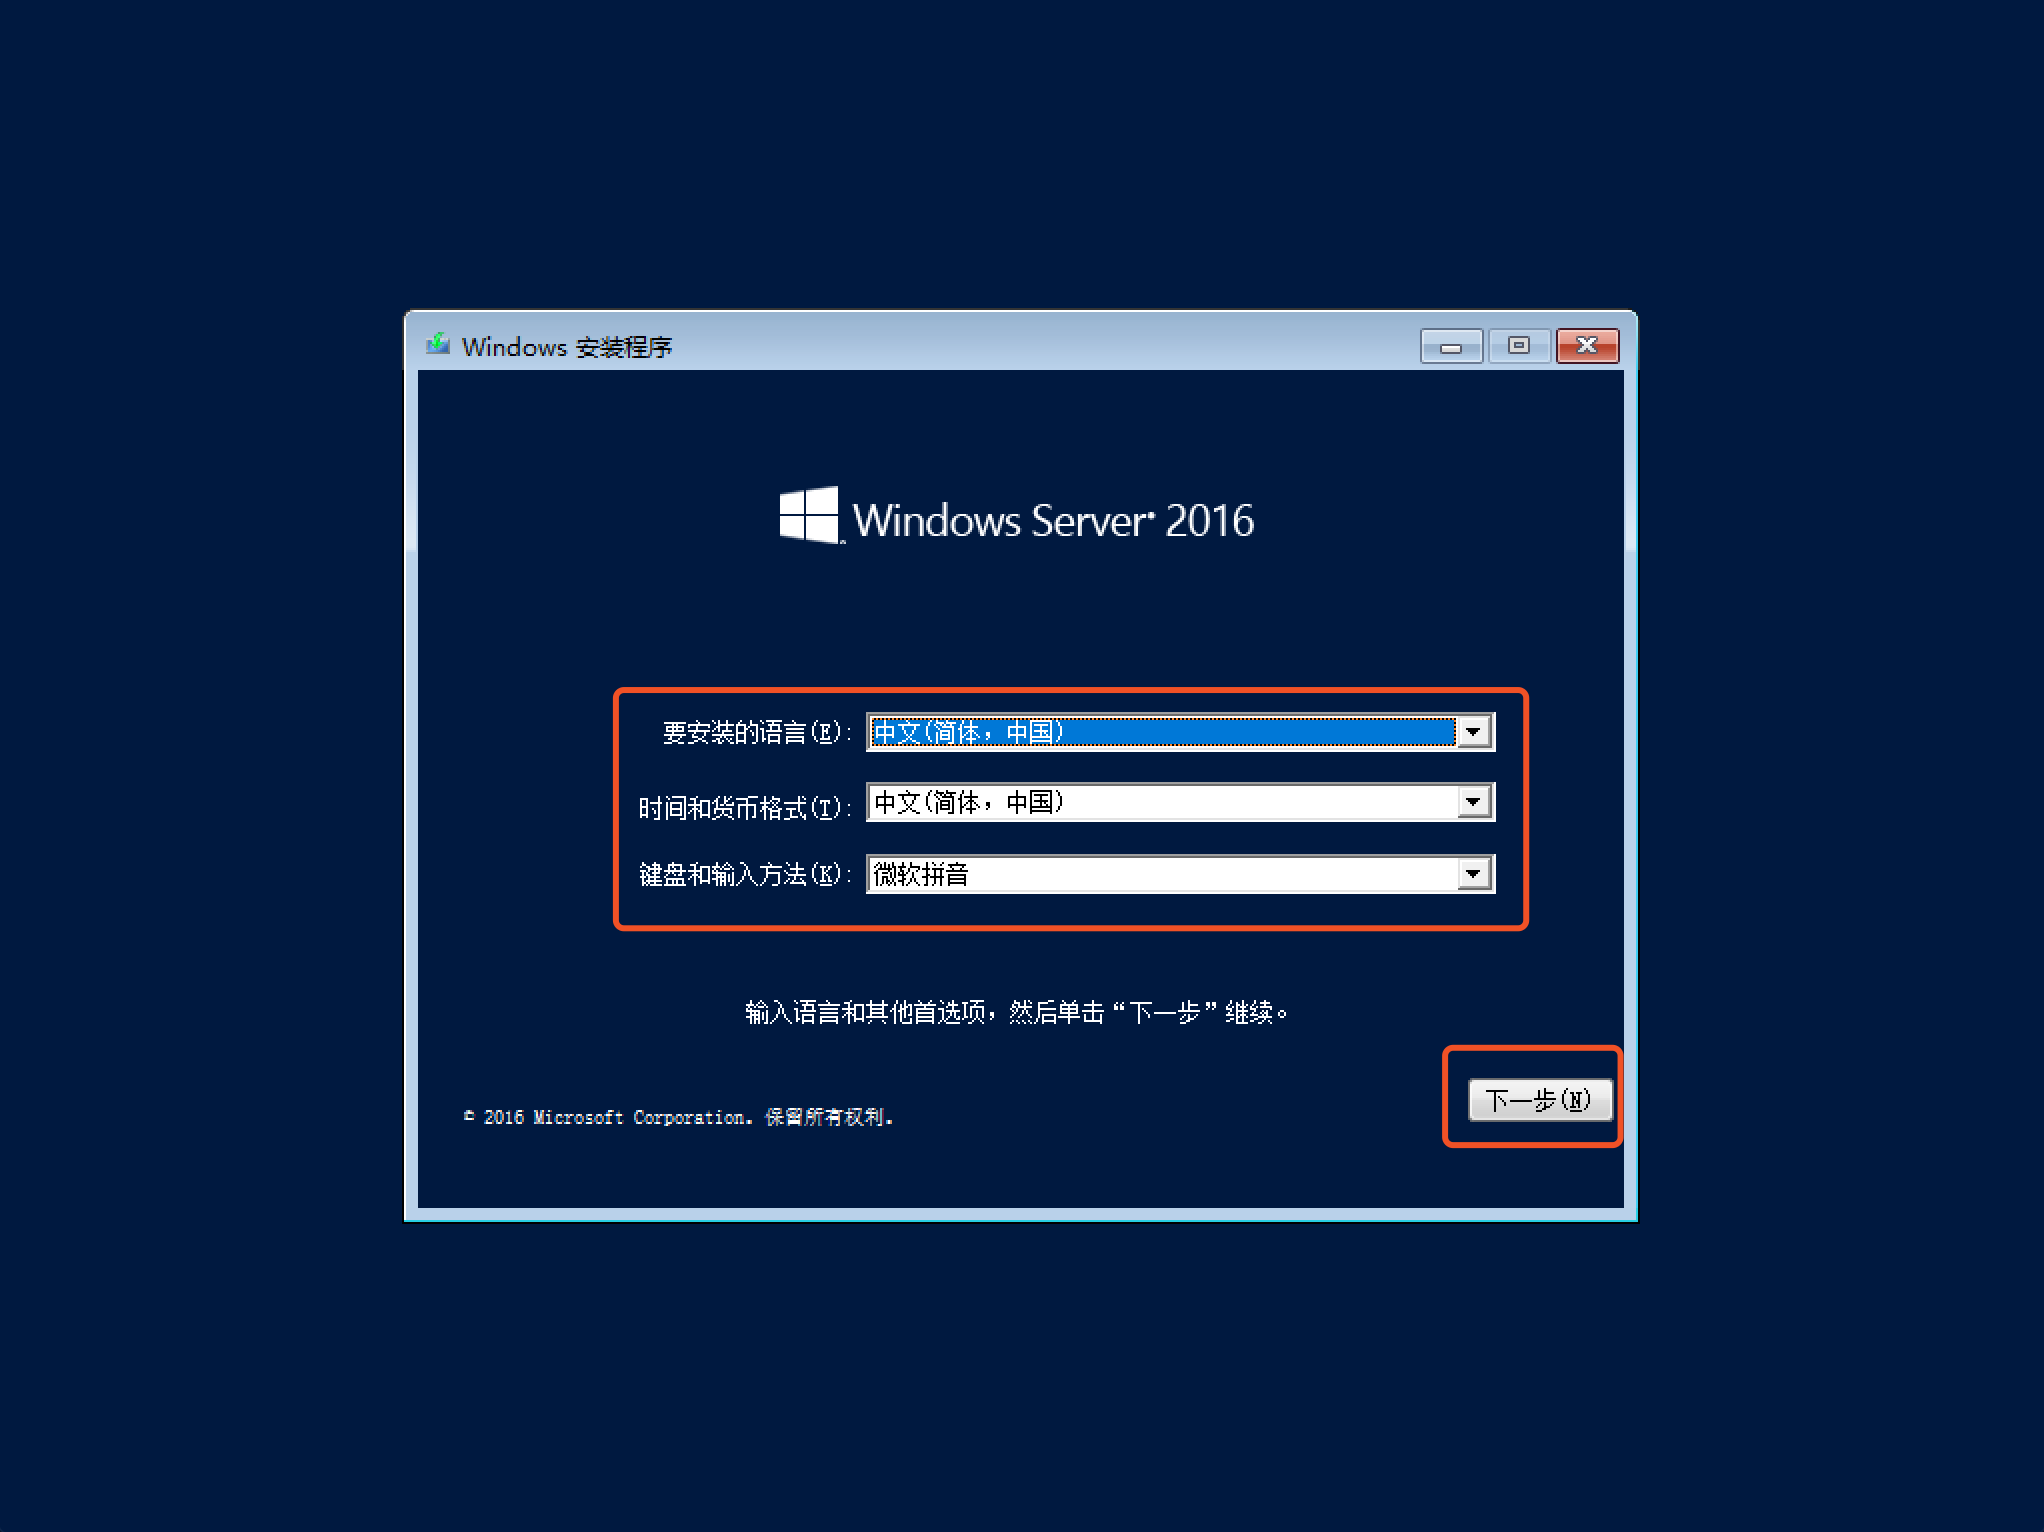 Windows 安装程序
Windows Server 2016
要安装的语言(E): 中文(简体，中国)
时间和货币格式(T): 中文(简体，中国)
键盘和输入方法(K): 微软拼音
输入语言和其他首选项，然后单击“下一步”继续。
下一步(N)
© 2016 Microsoft Corporation. 保留所有权利.